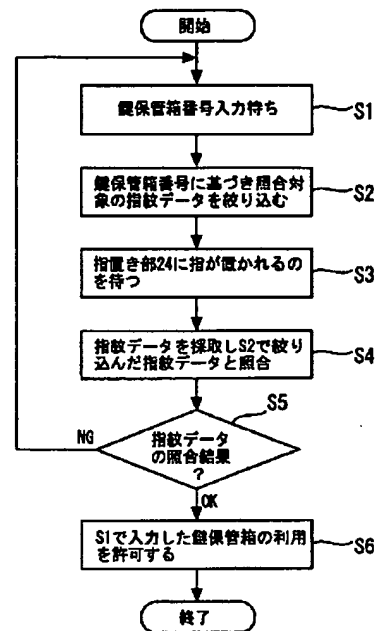 開始
鍵保管箱番号入力待ち
S1
鍵保管箱番号に基づき照合対
象の指紋データを絞り込む
S2
指置き部24に指が置かれるの
を待つ
S3
指紋データを採取しS2で絞り
込んだ指紋データと照合
S4
S5
指紋データ
の照合結果
?
NG
OK
S1で入力した鍵保管箱の利用
を許可する
S6
終了